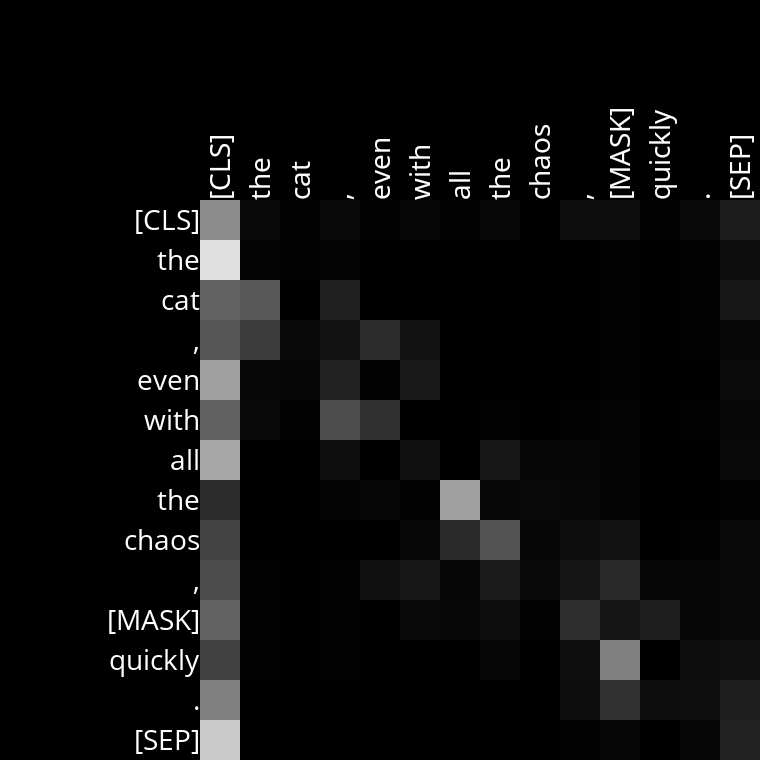 [CLS] the cat , even with all the chaos , [MASK] quickly . [SEP]
[CLS]
the
cat
,
even
with
all
the
chaos
,
[MASK]
quickly
.
[SEP]